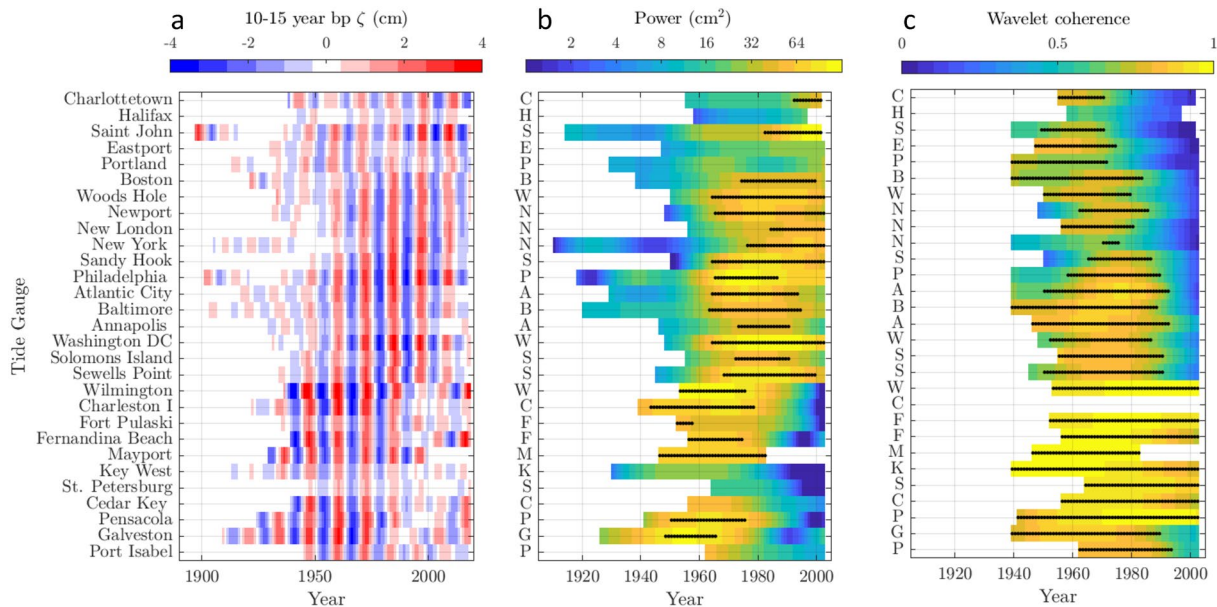 a
10-15 year bp ζ (cm)
-4 -2 0 2 4
Tide Gauge
Charlottetown
Halifax
Saint John
Eastport
Portland
Boston
Woods Hole
Newport
New London
New York
Sandy Hook
Philadelphia
Atlantic City
Baltimore
Annapolis
Washington DC
Solomons Island
Sewells Point
Wilmington
Charleston I
Fort Pulaski
Fernandina Beach
Mayport
Key West
St. Petersburg
Cedar Key
Pensacola
Galveston
Port Isabel
1900 1950 2000
Year
b
Power (cm²)
2 4 8 16 32 64
C
H
S
E
P
B
W
N
N
N
S
P
A
B
A
W
S
S
W
C
F
F
M
K
S
C
P
G
P
1920 1940 1960 1980 2000
Year
c
Wavelet coherence
0 0.5 1
C
H
S
E
P
B
W
N
N
N
S
P
A
B
A
W
S
S
W
C
F
F
M
K
S
C
P
G
P
1920 1940 1960 1980 2000
Year